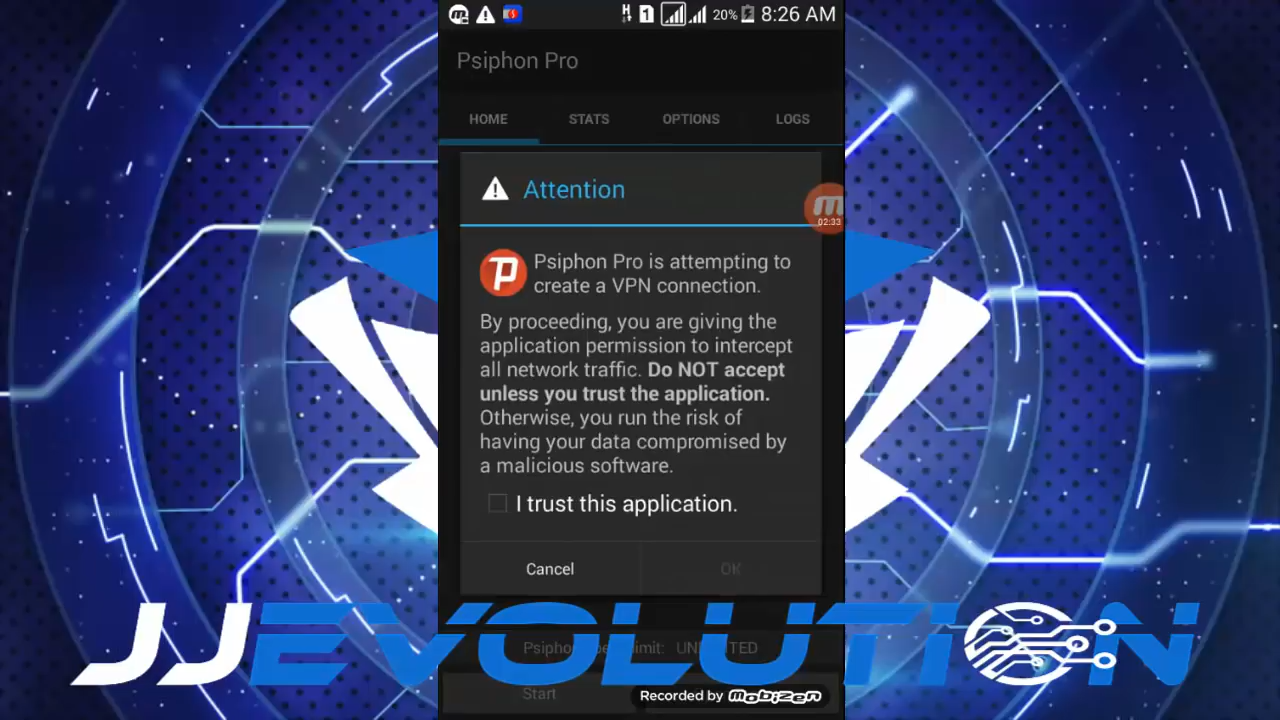 1 20% 8:26 AM
Psiphon Pro
HOME STATS OPTIONS LOGS
Attention
02:33
Psiphon Pro is attempting to
create a VPN connection.
By proceeding, you are giving the
application permission to intercept
all network traffic. Do NOT accept
unless you trust the application.
Otherwise, you run the risk of
having your data compromised by
a malicious software.
I trust this application.
Cancel OK
JJEVOLUTION
Start
Recorded by mobizen